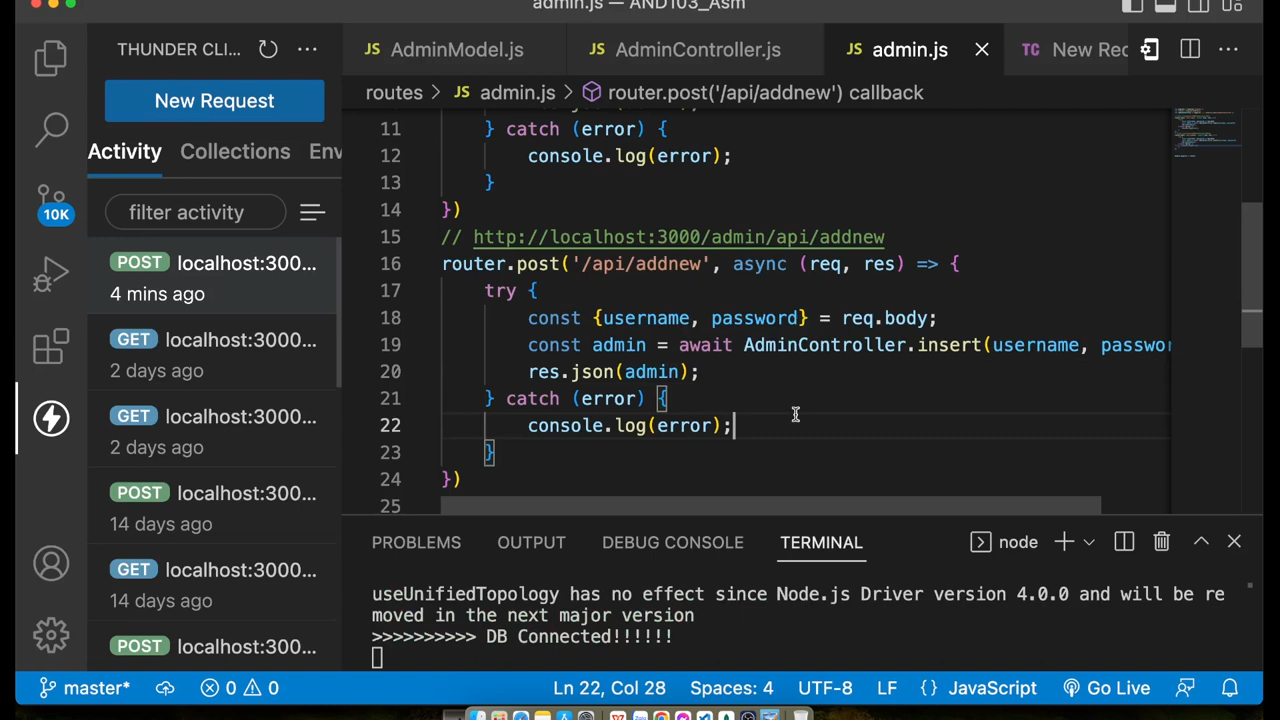 admin.js — AND103_Asm
THUNDER CLI...
JS AdminModel.js
JS AdminController.js
JS admin.js
TC New Rec
New Request
routes > JS admin.js > router.post('/api/addnew') callback
Activity Collections Env
filter activity
POST localhost:300...
4 mins ago
GET localhost:3000...
2 days ago
GET localhost:300...
2 days ago
POST localhost:300...
14 days ago
GET localhost:3000...
14 days ago
POST localhost:300...
10K
11 } catch (error) {
12 console.log(error);
13 }
14 })
15 // http://localhost:3000/admin/api/addnew
16 router.post('/api/addnew', async (req, res) => {
17 try {
18 const {username, password} = req.body;
19 const admin = await AdminController.insert(username, passwor
20 res.json(admin);
21 } catch (error) {
22 console.log(error);
23 }
24 })
25
PROBLEMS OUTPUT DEBUG CONSOLE TERMINAL node
useUnifiedTopology has no effect since Node.js Driver version 4.0.0 and will be re
moved in the next major version
>>>>>>>>>> DB Connected!!!!!!
master* 0 0 Ln 22, Col 28 Spaces: 4 UTF-8 LF {} JavaScript Go Live